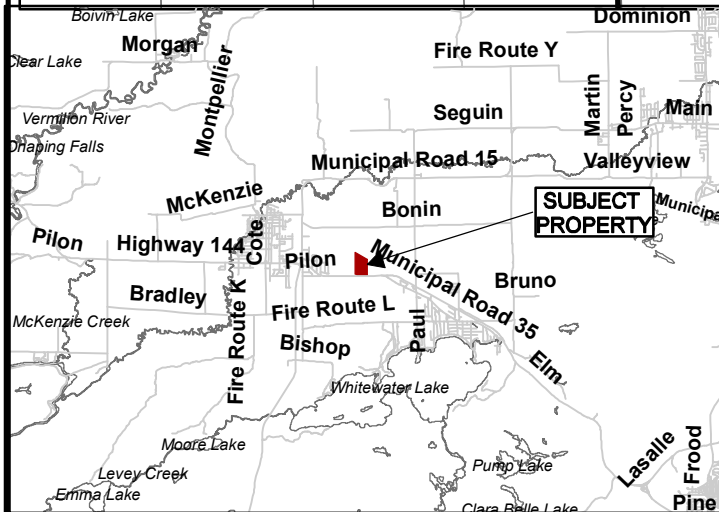 Dominion
Boivin Lake
Morgan
Fire Route Y
Clear Lake
Montpellier
Martin
Percy
Main
Seguin
Vermilion River
Onaping Falls
Municipal Road 15
Valleyview
McKenzie
Bonin
SUBJECT
PROPERTY
Pilon
Highway 144
Cote
Pilon
Municipal Road 35
Bruno
Bradley
Fire Route K
Fire Route L
McKenzie Creek
Paul
Bishop
Elm
Whitewater Lake
Moore Lake
Lasalle
Frood
Levey Creek
Pump Lake
Emma Lake
Clara Belle Lake
Pine